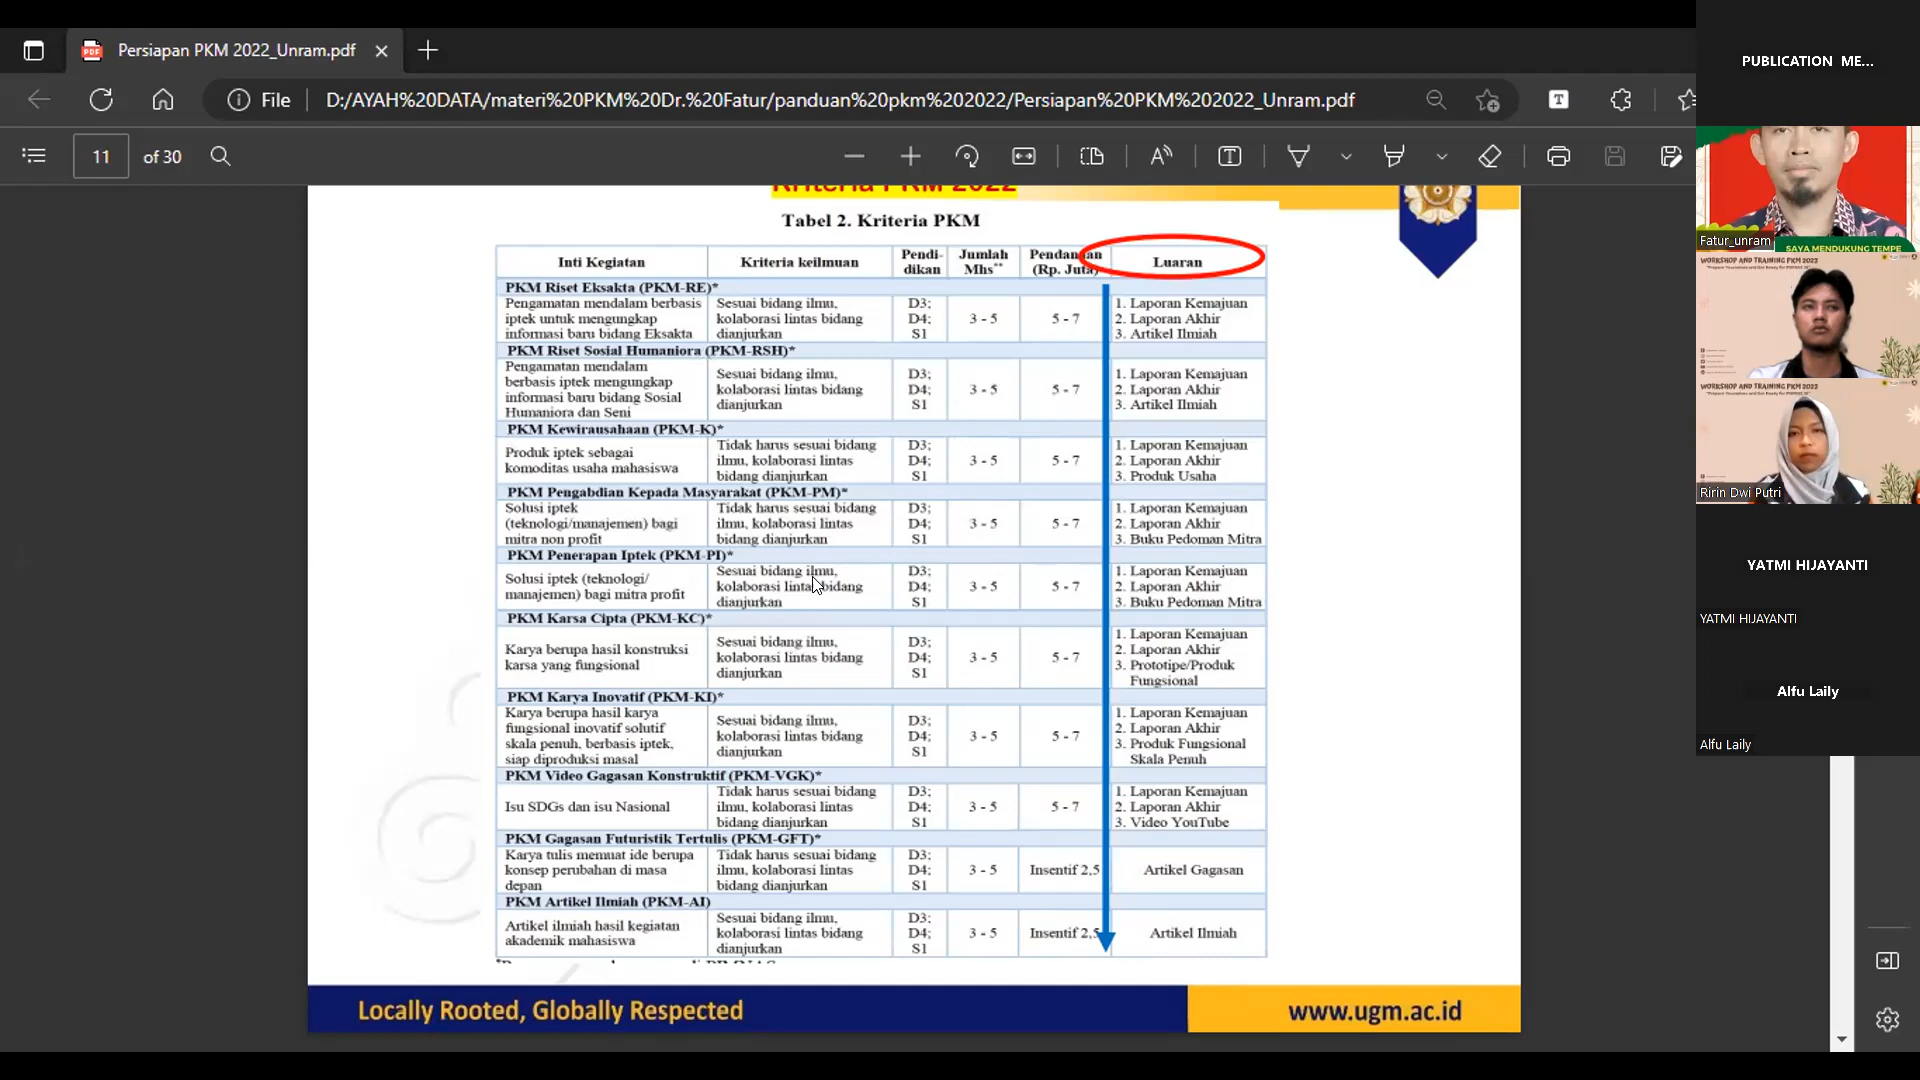 Persiapan PKM 2022_Unram.pdf
File
D:/AYAH%20DATA/materi%20PKM%20Dr.%20Fatur/panduan%20pkm%202022/Persiapan%20PKM%202022_Unram.pdf
11 of 30
Kriteria PKM 2022
Tabel 2. Kriteria PKM
Inti Kegiatan
Kriteria keilmuan
Pendi-
dikan
Jumlah
Mhs**
Pendanaan
(Rp. Juta)
Luaran
PKM Riset Eksakta (PKM-RE)*
Pengamatan mendalam berbasis
iptek untuk mengungkap
informasi baru bidang Eksakta
Sesuai bidang ilmu,
kolaborasi lintas bidang
dianjurkan
D3;
D4;
S1
3 - 5
5 - 7
1. Laporan Kemajuan
2. Laporan Akhir
3. Artikel Ilmiah
PKM Riset Sosial Humaniora (PKM-RSH)*
Pengamatan mendalam
berbasis iptek mengungkap
informasi baru bidang Sosial
Humaniora dan Seni
Sesuai bidang ilmu,
kolaborasi lintas bidang
dianjurkan
D3;
D4;
S1
3 - 5
5 - 7
1. Laporan Kemajuan
2. Laporan Akhir
3. Artikel Ilmiah
PKM Kewirausahaan (PKM-K)*
Produk iptek sebagai
komoditas usaha mahasiswa
Tidak harus sesuai bidang
ilmu, kolaborasi lintas
bidang dianjurkan
D3;
D4;
S1
3 - 5
5 - 7
1. Laporan Kemajuan
2. Laporan Akhir
3. Produk Usaha
PKM Pengabdian Kepada Masyarakat (PKM-PM)*
Solusi iptek
(teknologi/manajemen) bagi
mitra non profit
Tidak harus sesuai bidang
ilmu, kolaborasi lintas
bidang dianjurkan
D3;
D4;
S1
3 - 5
5 - 7
1. Laporan Kemajuan
2. Laporan Akhir
3. Buku Pedoman Mitra
PKM Penerapan Iptek (PKM-PI)*
Solusi iptek (teknologi/
manajemen) bagi mitra profit
Sesuai bidang ilmu,
kolaborasi lintas bidang
dianjurkan
D3;
D4;
S1
3 - 5
5 - 7
1. Laporan Kemajuan
2. Laporan Akhir
3. Buku Pedoman Mitra
PKM Karsa Cipta (PKM-KC)*
Karya berupa hasil konstruksi
karsa yang fungsional
Sesuai bidang ilmu,
kolaborasi lintas bidang
dianjurkan
D3;
D4;
S1
3 - 5
5 - 7
1. Laporan Kemajuan
2. Laporan Akhir
3. Prototipe/Produk
Fungsional
PKM Karya Inovatif (PKM-KI)*
Karya berupa hasil karya
fungsional inovatif solutif
skala penuh, berbasis iptek,
siap diproduksi masal
Sesuai bidang ilmu,
kolaborasi lintas bidang
dianjurkan
D3;
D4;
S1
3 - 5
5 - 7
1. Laporan Kemajuan
2. Laporan Akhir
3. Produk Fungsional
Skala Penuh
PKM Video Gagasan Konstruktif (PKM-VGK)*
Isu SDGs dan isu Nasional
Tidak harus sesuai bidang
ilmu, kolaborasi lintas
bidang dianjurkan
D3;
D4;
S1
3 - 5
5 - 7
1. Laporan Kemajuan
2. Laporan Akhir
3. Video YouTube
PKM Gagasan Futuristik Tertulis (PKM-GFT)*
Karya tulis memuat ide berupa
konsep perubahan di masa
depan
Tidak harus sesuai bidang
ilmu, kolaborasi lintas
bidang dianjurkan
D3;
D4;
S1
3 - 5
Insentif 2,5
Artikel Gagasan
PKM Artikel Ilmiah (PKM-AI)
Artikel ilmiah hasil kegiatan
akademik mahasiswa
Sesuai bidang ilmu,
kolaborasi lintas bidang
dianjurkan
D3;
D4;
S1
3 - 5
Insentif 2,5
Artikel Ilmiah
Locally Rooted, Globally Respected
www.ugm.ac.id
PUBLICATION ME...
Fatur_unram
SAYA MENDUKUNG TEMPE
WORKSHOP AND TRAINING PKM 2023
WORKSHOP AND TRAINING PKM 2023
Ririn Dwi Putri
YATMI HIJAYANTI
YATMI HIJAYANTI
Alfu Laily
Alfu Laily